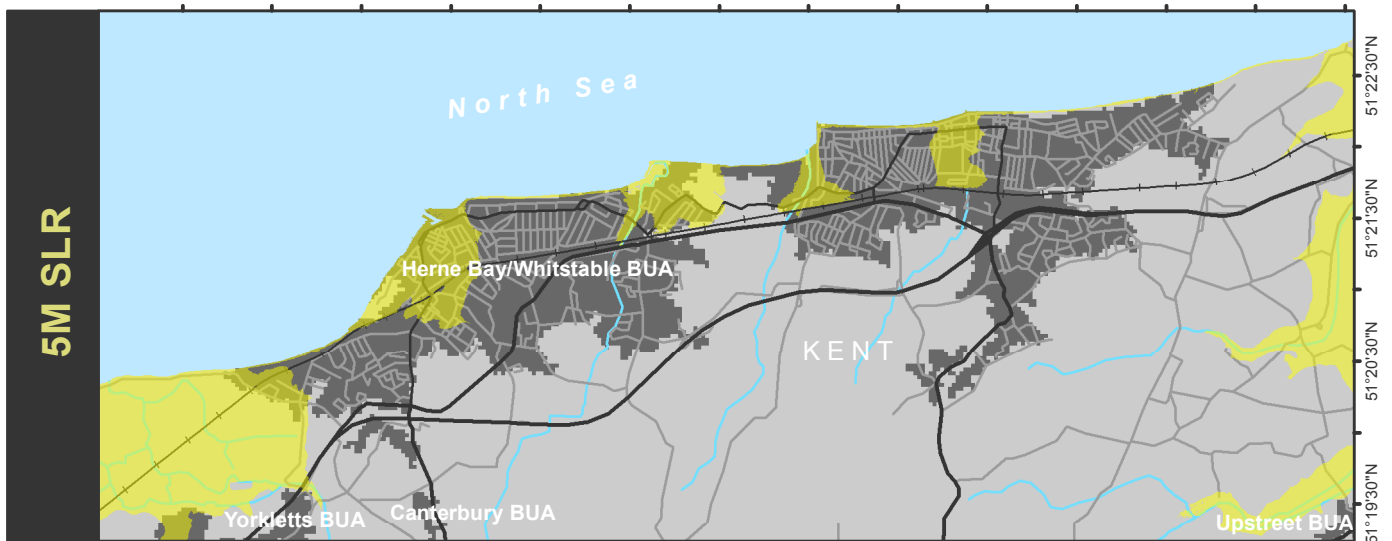 5M SLR
North Sea
Herne Bay/Whitstable BUA
KENT
Yorkletts BUA
Canterbury BUA
Upstreet BUA
51°22'30"N
51°21'30"N
51°20'30"N
51°19'30"N